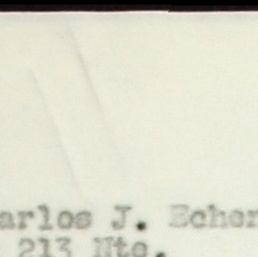 arlos J. Echer
213 Nte.